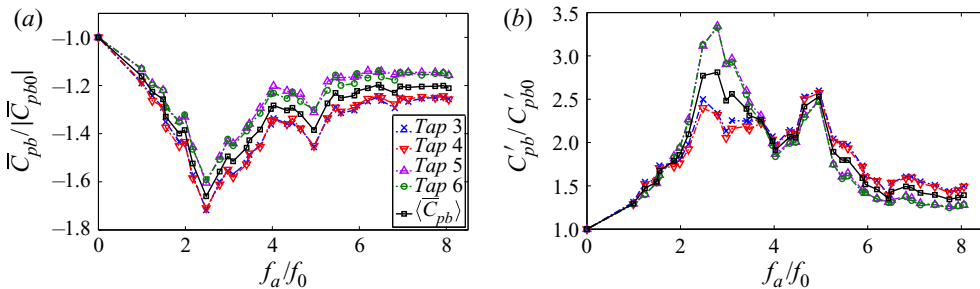 (a)
−1.0
−1.2
−1.4
−1.6
−1.8
0
2
4
6
8
C̅pb/|C̅pb0|
fa/f0
Tap 3
Tap 4
Tap 5
Tap 6
⟨C̅pb⟩
(b)
3.5
3.0
2.5
2.0
1.5
1.0
0
2
4
6
8
C′pb/C′pb0
fa/f0